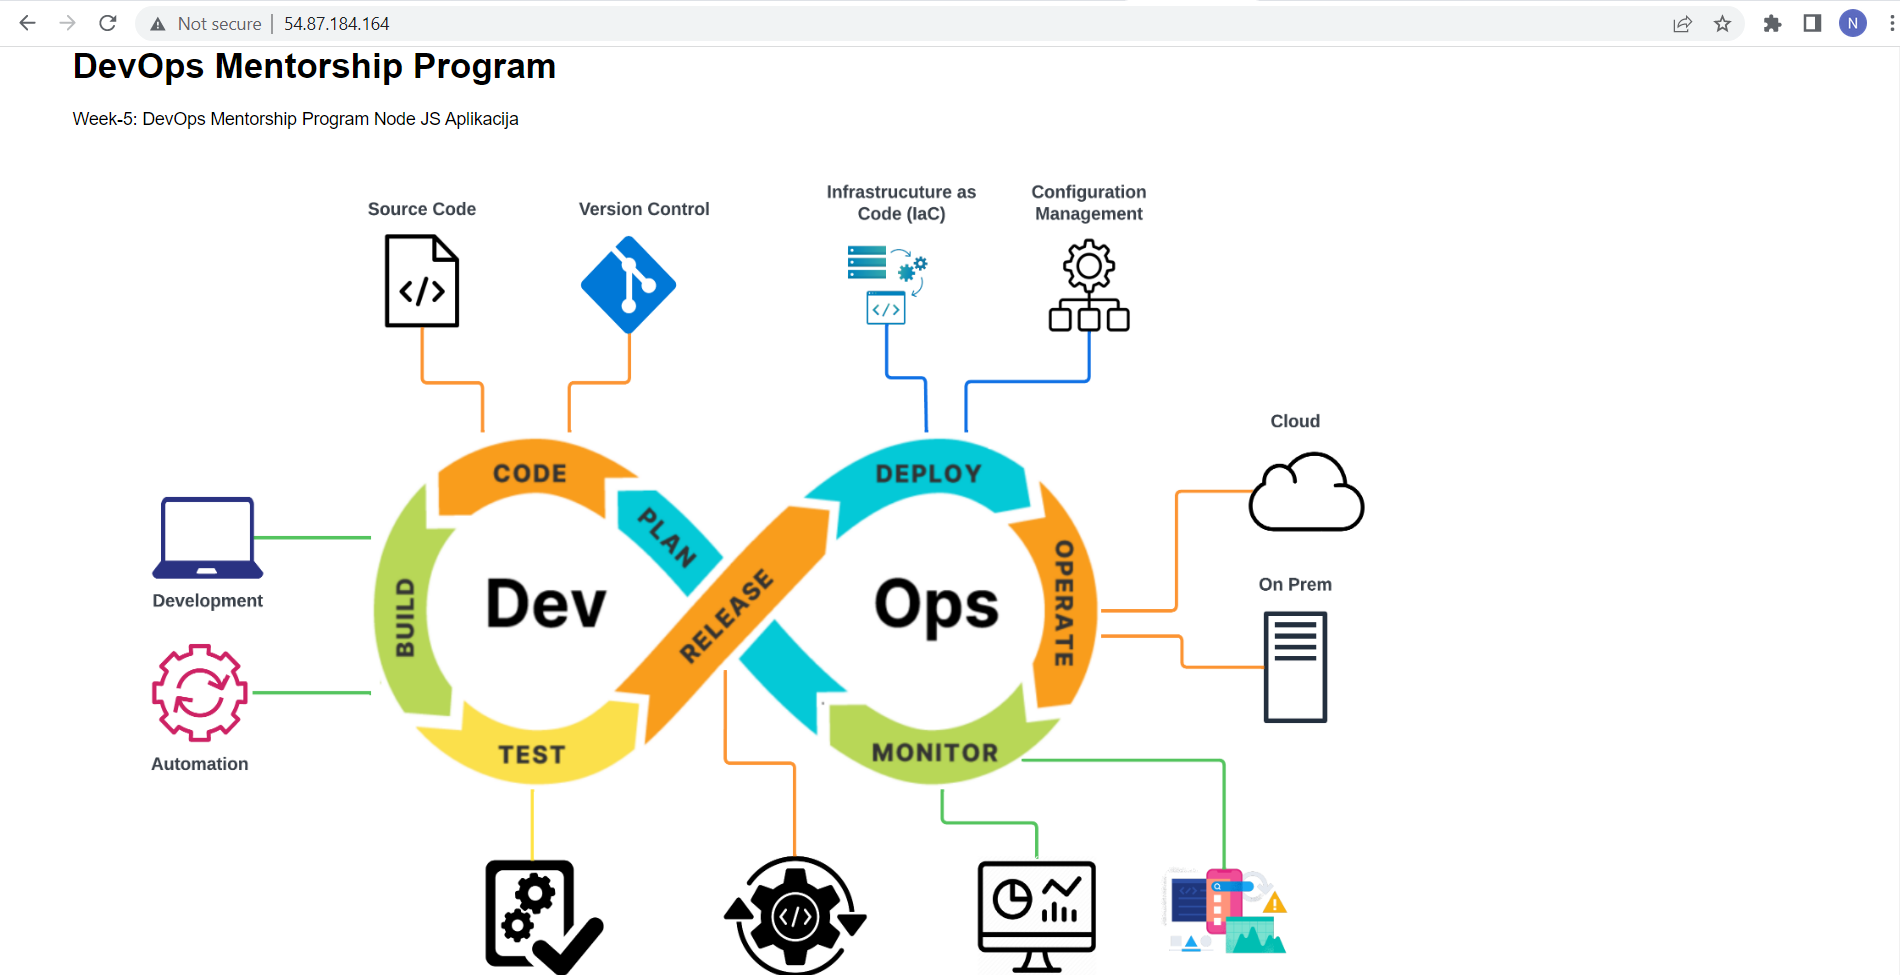 Not secure
54.87.184.164
N
DevOps Mentorship Program
Week-5: DevOps Mentorship Program Node JS Aplikacija
Source Code
Version Control
Infrastrucuture as
Code (IaC)
Configuration
Management
</>
</>
Cloud
CODE
PLAN
DEPLOY
OPERATE
BUILD
Dev
RELEASE
Ops
Development
On Prem
Automation
TEST
MONITOR
</>
</>